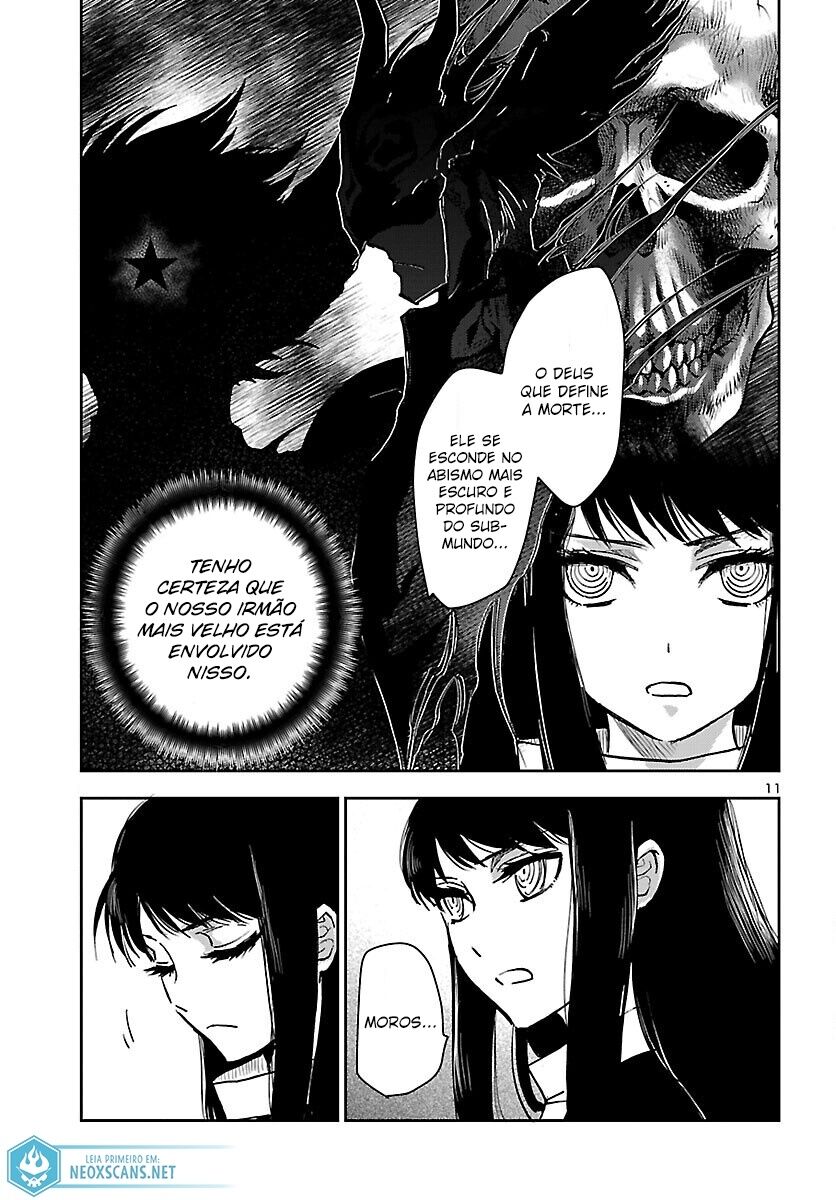 O DEUS
QUE DEFINE
A MORTE...
ELE SE
ESCONDE NO
ABISMO MAIS
ESCURO E
PROFUNDO
DO SUB-
MUNDO...
TENHO
CERTEZA QUE
O NOSSO IRMÃO
MAIS VELHO ESTÁ
ENVOLVIDO
NISSO.
11
MOROS...
LEIA PRIMEIRO EM:
NEOXSCANS.NET